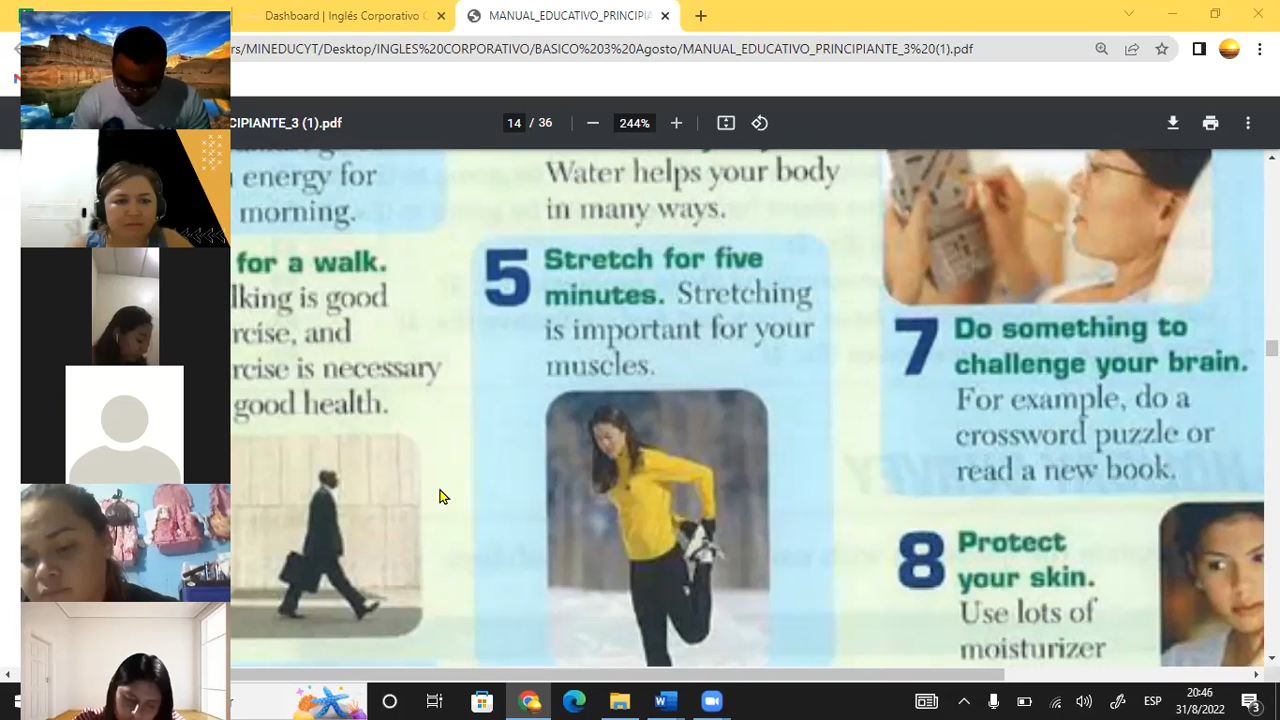 Dashboard | Inglés Corporativo C
MANUAL_EDUCATIVO_PRINCIPIA
rs/MINEDUCYT/Desktop/INGLES%20CORPORATIVO/BASICO%203%20Agosto/MANUAL_EDUCATIVO_PRINCIPIANTE_3%20(1).pdf
CIPIANTE_3 (1).pdf
14 / 36
244%
energy for
morning.
for a walk.
lking is good
rcise, and
rcise is necessary
good health.
Water helps your body
in many ways.
5 Stretch for five
minutes. Stretching
is important for your
muscles.
7 Do something to
challenge your brain.
For example, do a
crossword puzzle or
read a new book.
8 Protect
your skin.
Use lots of
moisturizer
ESP
20:46
31/8/2022
3